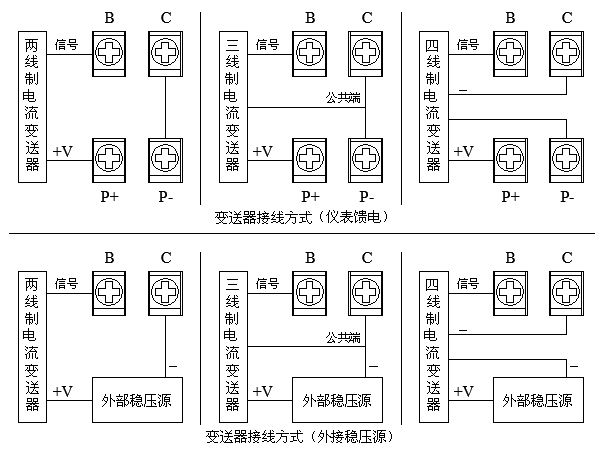 B C B C B C
两线制电流变送器 信号 +V P+ P-
三线制电流变送器 信号 公共端 +V P+ P-
四线制电流变送器 信号 − +V P+ P-
变送器接线方式（仪表馈电）
B C B C B C
两线制电流变送器 信号 − +V 外部稳压源
三线制电流变送器 信号 公共端 − +V 外部稳压源
四线制电流变送器 信号 − − +V 外部稳压源
变送器接线方式（外接稳压源）